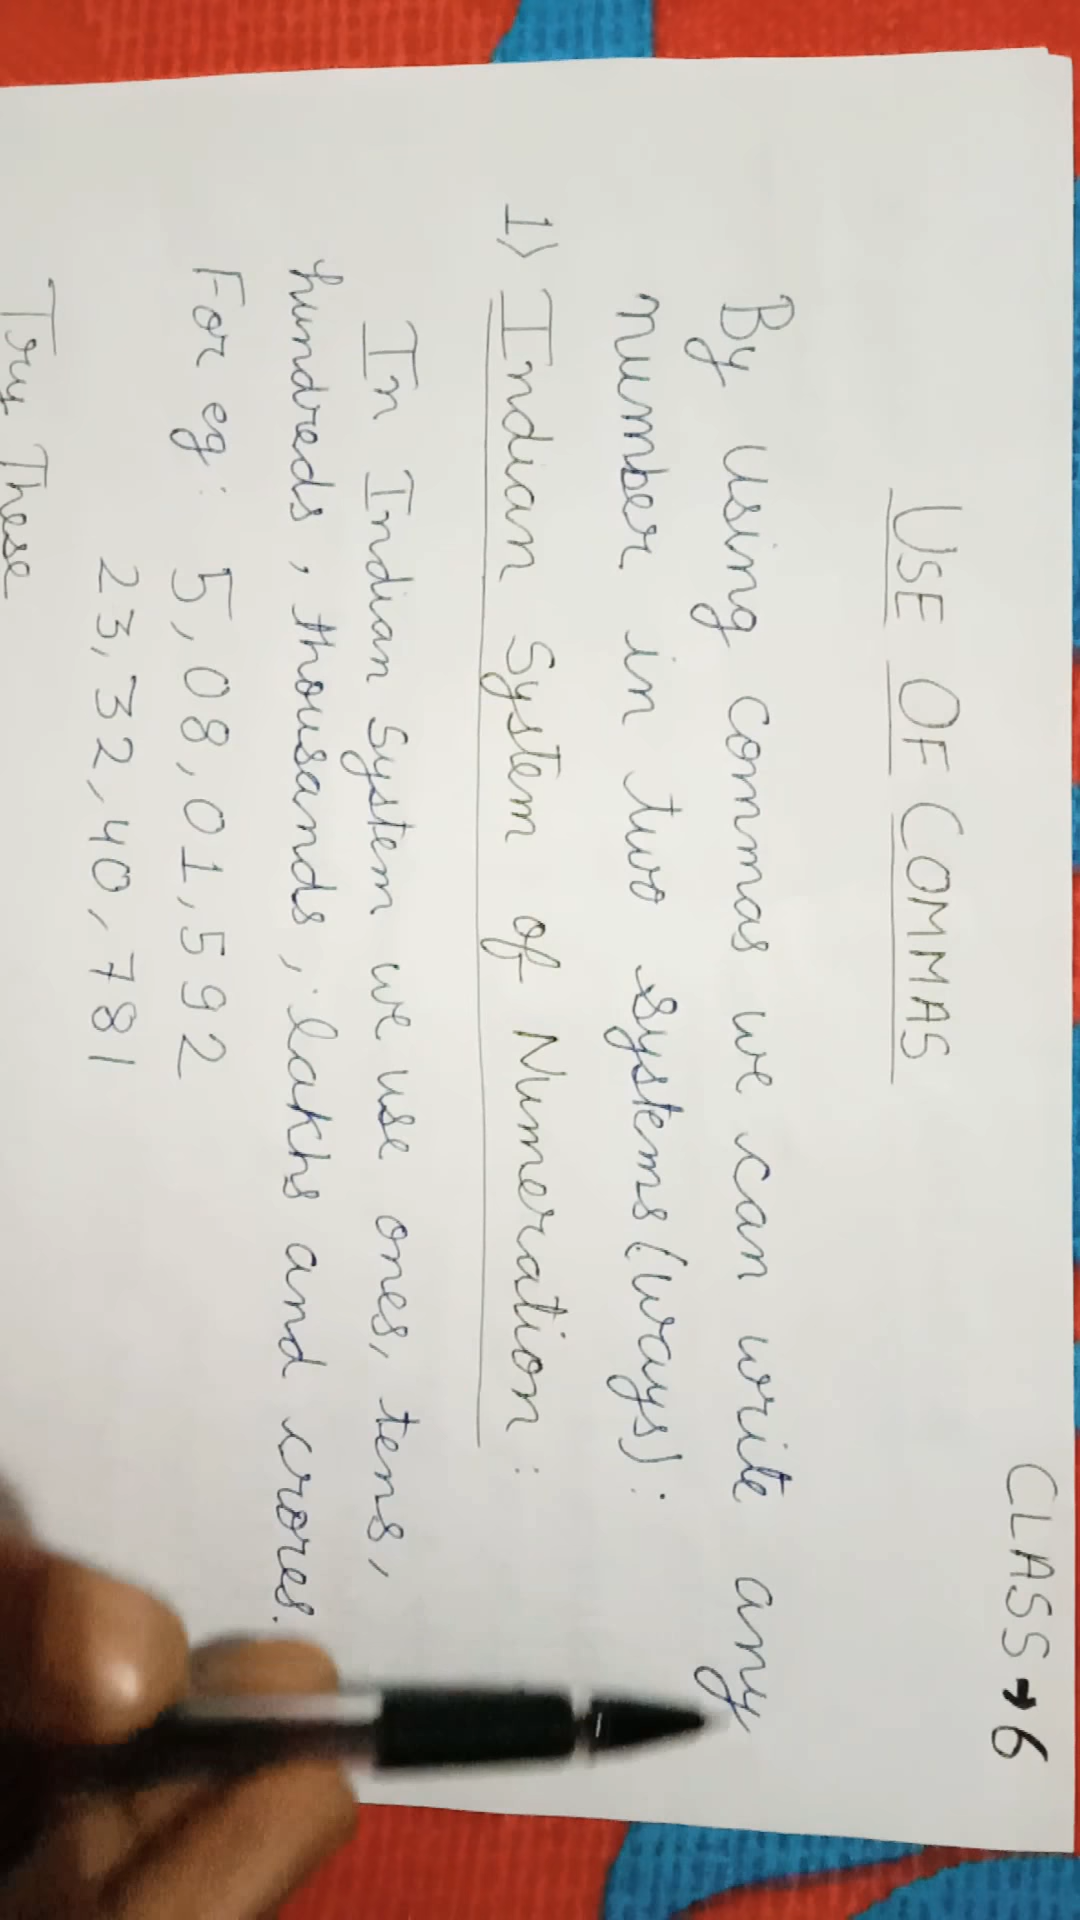 CLASS → 6
USE OF COMMAS
By using commas we can write any
number in two systems (ways):
1) Indian System of Numeration:
In Indian System we use ones, tens,
hundreds, thousands, lakhs and crores.
For eg: 5,08,01,592
23,32,40,781
Try These